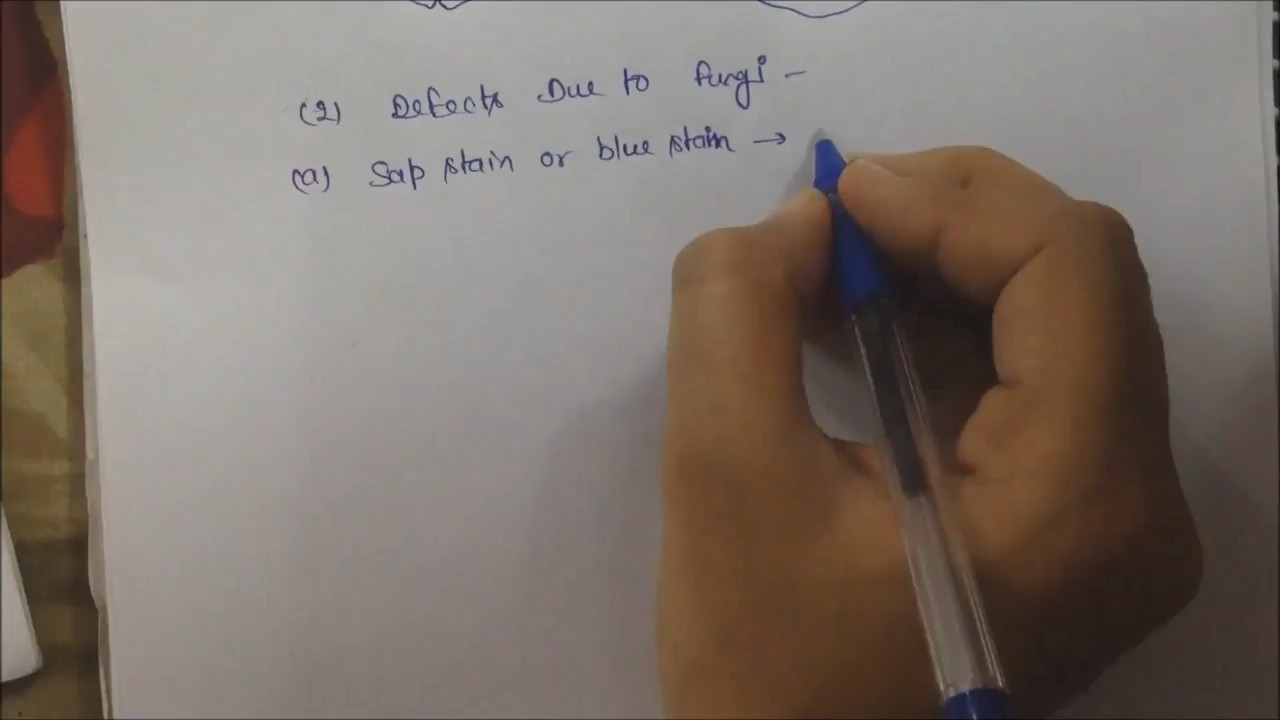 (2) Defects Due to fungi -
(a) Sap stain or blue stain →